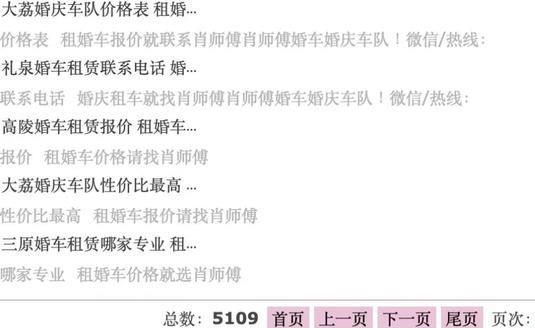 大荔婚庆车队价格表 租婚...
价格表 租婚车报价就联系肖师傅肖师傅婚车婚庆车队！微信/热线：
礼泉婚车租赁联系电话 婚...
联系电话 婚庆租车就找肖师傅肖师傅婚车婚庆车队！微信/热线：
高陵婚车租赁报价 租婚车...
报价 租婚车价格请找肖师傅
大荔婚庆车队性价比最高 ...
性价比最高 租婚车报价请找肖师傅
三原婚车租赁哪家专业 租...
哪家专业 租婚车价格就选肖师傅
总数：5109 首页 上一页 下一页 尾页 页次：